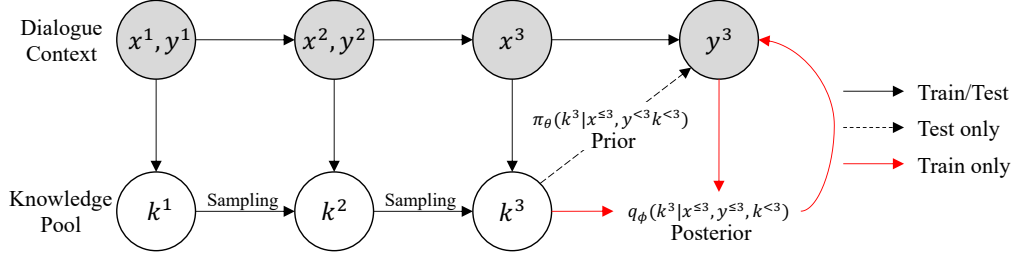 Dialogue
Context
x¹, y¹
x², y²
x³
y³
Train/Test
Test only
Train only
π_θ(k³|x^≤3, y^<3 k^<3)
Prior
Knowledge
Pool
k¹
Sampling
k²
Sampling
k³
q_ϕ(k³|x^≤3, y^≤3, k^<3)
Posterior